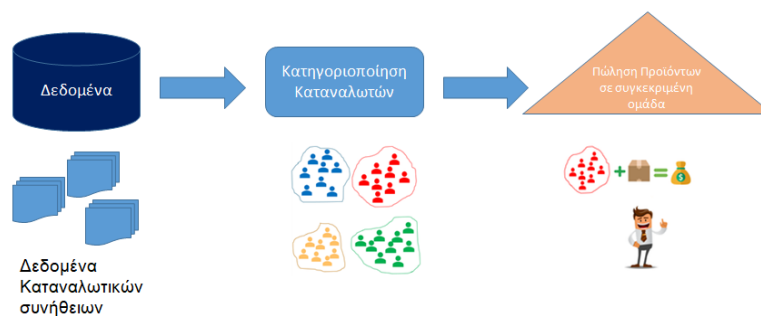 Δεδομένα
Κατηγοριοποίηση
Καταναλωτών
Πώληση Προϊόντων
σε συγκεκριμένη
ομάδα
Δεδομένα
Καταναλωτικών
συνήθειων